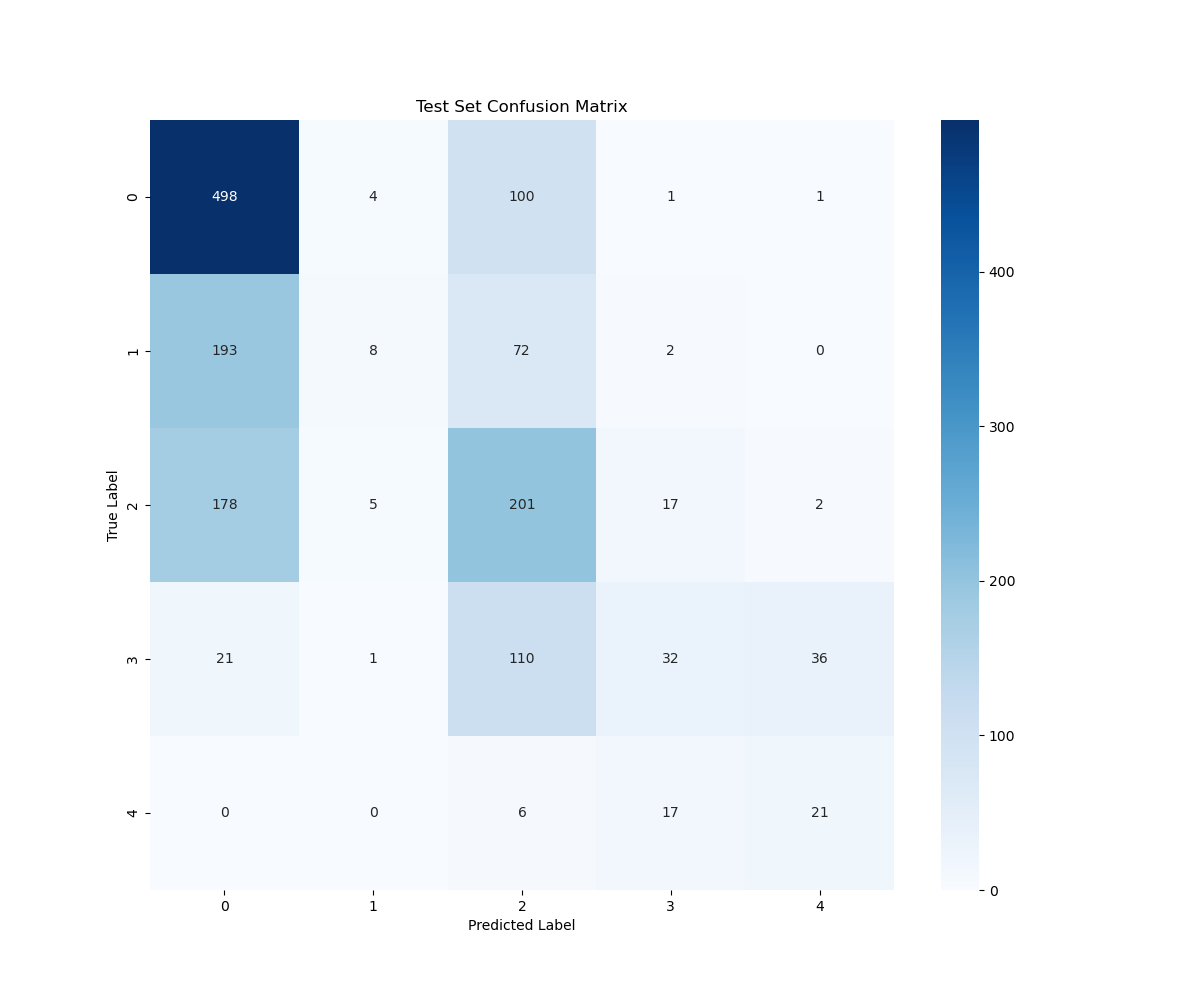 Test Set Confusion Matrix
True Label
0 498 4 100 1 1
1 193 8 72 2 0
2 178 5 201 17 2
3 21 1 110 32 36
4 0 0 6 17 21
0 1 2 3 4
Predicted Label
400
300
200
100
0